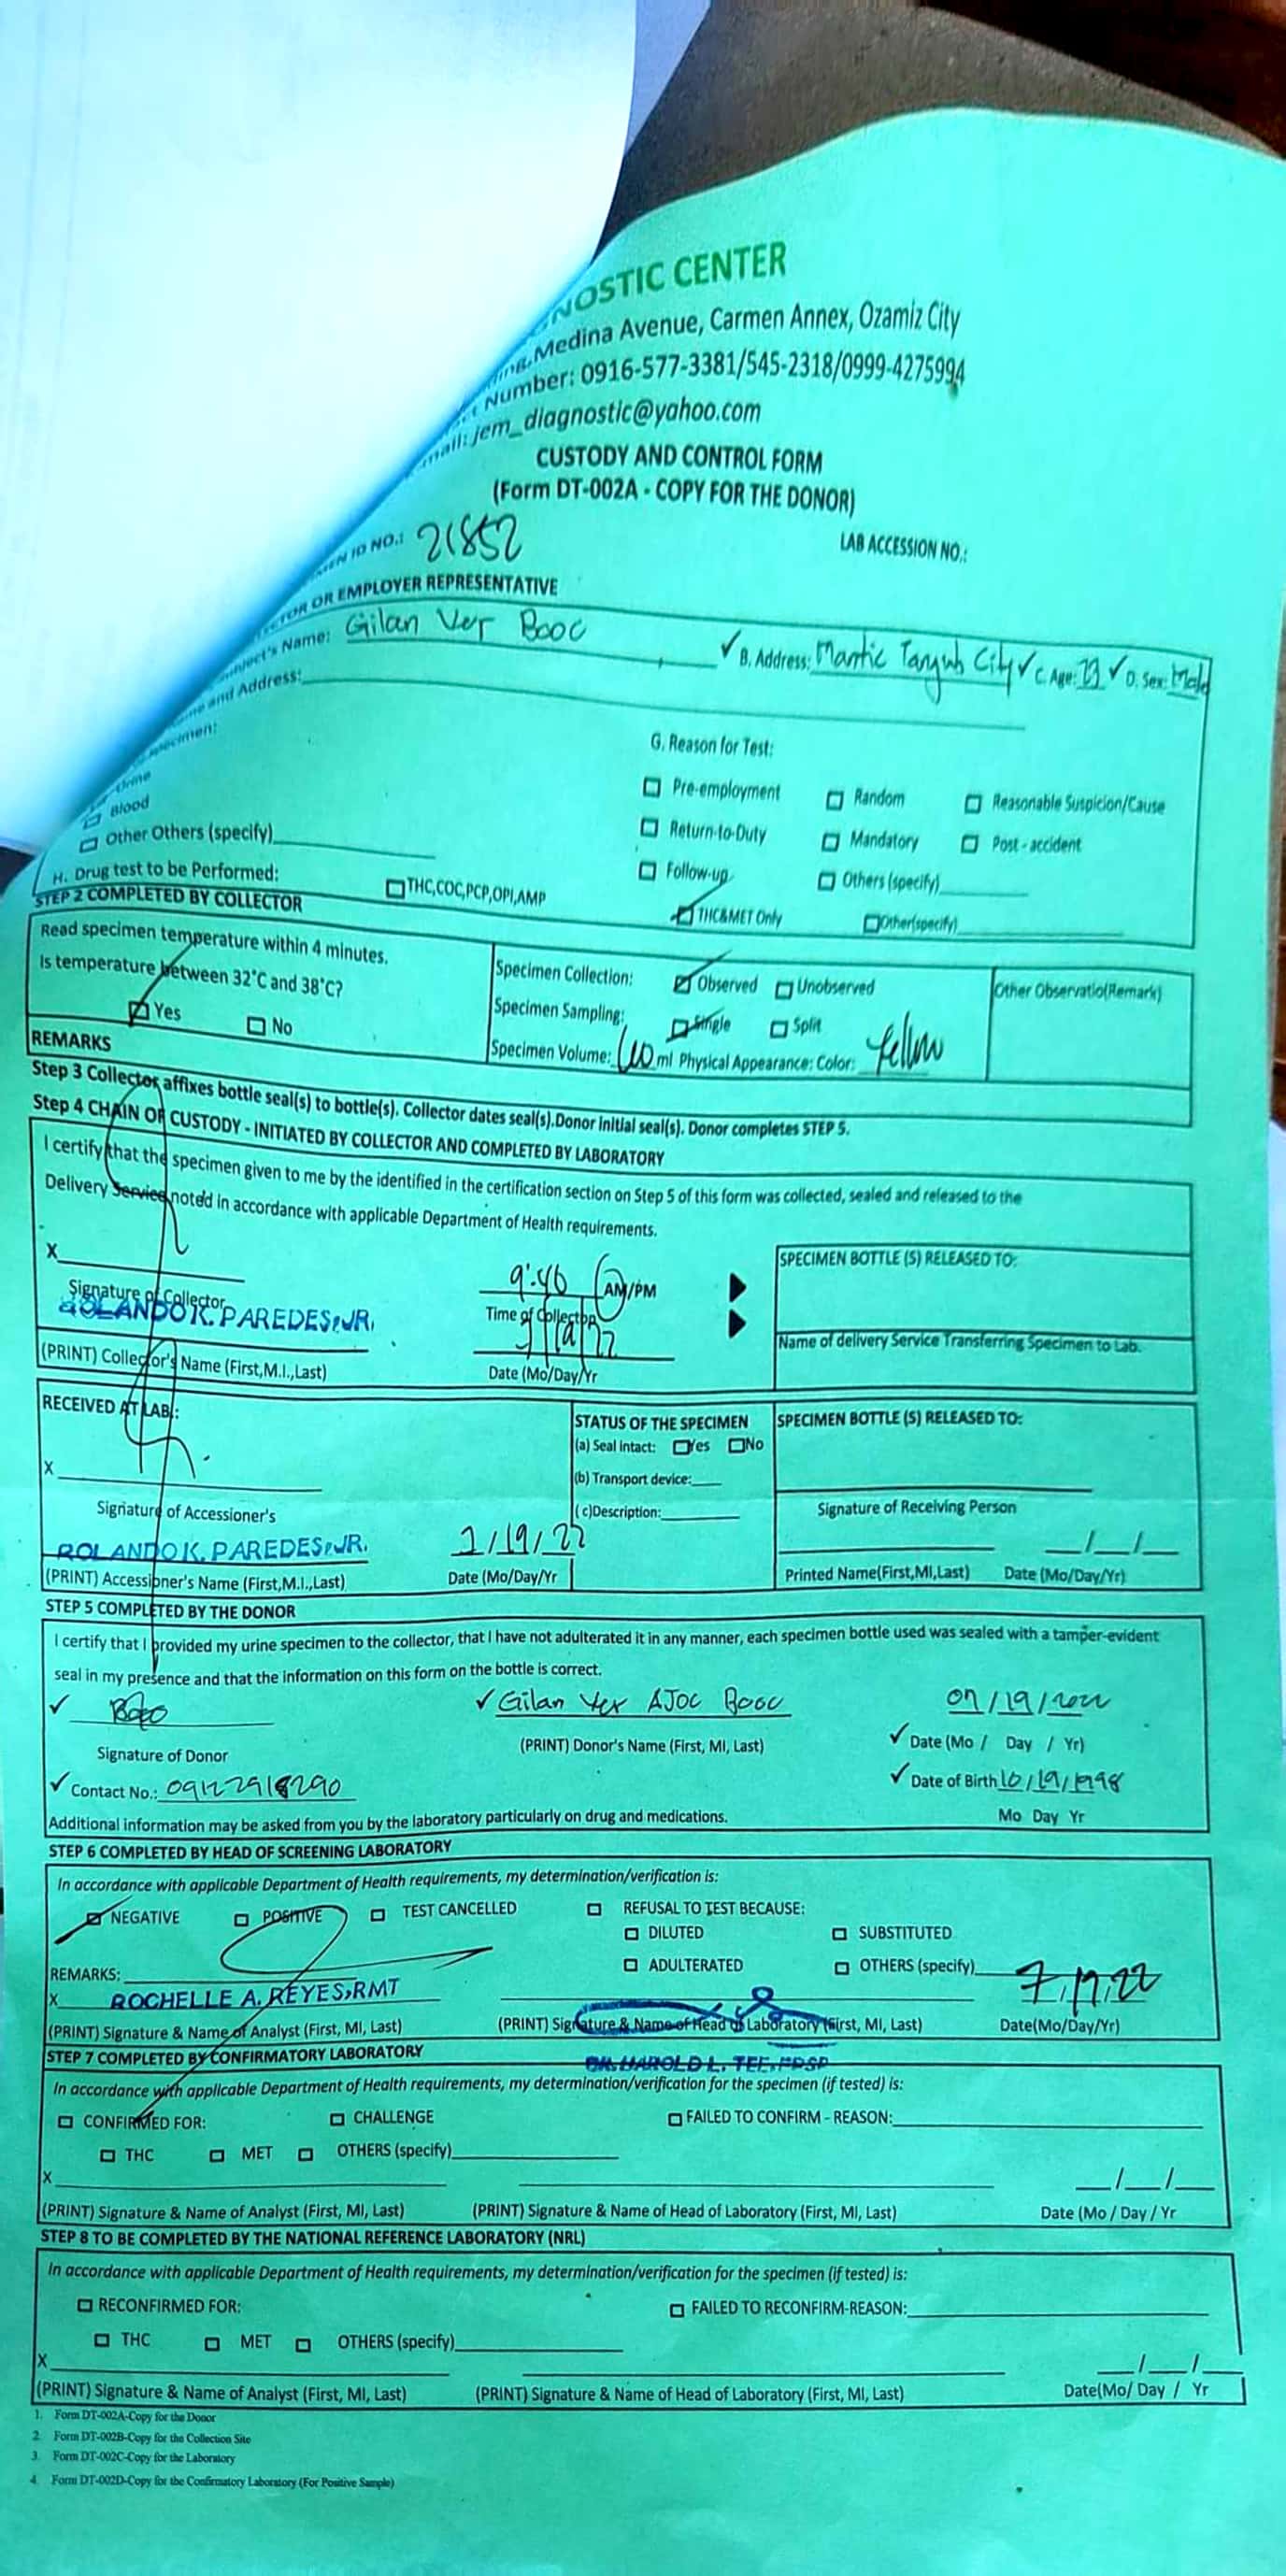 NOSTIC CENTER
Medina Avenue, Carmen Annex, Ozamiz City
Number: 0916-577-3381/545-2318/0999-4275994
mail: jem_diagnostic@yahoo.com
CUSTODY AND CONTROL FORM
(Form DT-002A - COPY FOR THE DONOR)
MEN ID NO.: 21852 LAB ACCESSION NO.:
TOR OR EMPLOYER REPRESENTATIVE
ject's Name: Gilan Ver Booc ✓ B. Address: Mantic Tangub City ✓ C. Age: 23 ✓ D. Sex: Male
me and Address:
pecimen: G. Reason for Test:
Urine Pre-employment Random Reasonable Suspicion/Cause
Blood Return-to-Duty Mandatory Post - accident
Other Others (specify) Follow-up Others (specify)
H. Drug test to be Performed: THC,COC,PCP,OPI,AMP THC&MET Only Other(specify)
STEP 2 COMPLETED BY COLLECTOR
Read specimen temperature within 4 minutes.
Is temperature between 32°C and 38°C?
Yes No
Specimen Collection: Observed Unobserved
Specimen Sampling: Single Split
Specimen Volume: ml Physical Appearance: Color: Yellow
Other Observatio(Remark)
REMARKS
Step 3 Collector affixes bottle seal(s) to bottle(s). Collector dates seal(s).Donor initial seal(s). Donor completes STEP 5.
Step 4 CHAIN OF CUSTODY - INITIATED BY COLLECTOR AND COMPLETED BY LABORATORY
I certify that the specimen given to me by the identified in the certification section on Step 5 of this form was collected, sealed and released to the
Delivery Service noted in accordance with applicable Department of Health requirements.
X 9:46 AM/PM SPECIMEN BOTTLE (S) RELEASED TO:
Signature of Collector Time of Collection
ROLANDO K. PAREDES, JR.
(PRINT) Collector's Name (First,M.I.,Last) Date (Mo/Day/Yr Name of delivery Service Transferring Specimen to Lab.
RECEIVED AT LAB: STATUS OF THE SPECIMEN SPECIMEN BOTTLE (S) RELEASED TO:
(a) Seal Intact: Yes No
X (b) Transport device:
Signature of Accessioner's (c)Description: Signature of Receiving Person
ROLANDO K. PAREDES, JR. /19/22 __/__/__
(PRINT) Accessioner's Name (First,M.I.,Last) Date (Mo/Day/Yr Printed Name(First,MI,Last) Date (Mo/Day/Yr)
STEP 5 COMPLETED BY THE DONOR
I certify that I provided my urine specimen to the collector, that I have not adulterated it in any manner, each specimen bottle used was sealed with a tamper-evident
seal in my presence and that the information on this form on the bottle is correct.
✓ ✓ Gilan Ver AJOC Booc 07/19/2022
Signature of Donor (PRINT) Donor's Name (First, MI, Last) ✓ Date (Mo / Day / Yr)
✓ Contact No.: 09122918290 ✓ Date of Birth 10/19/1998
Additional information may be asked from you by the laboratory particularly on drug and medications. Mo Day Yr
STEP 6 COMPLETED BY HEAD OF SCREENING LABORATORY
In accordance with applicable Department of Health requirements, my determination/verification is:
NEGATIVE POSITIVE TEST CANCELLED REFUSAL TO TEST BECAUSE:
DILUTED SUBSTITUTED
REMARKS: ADULTERATED OTHERS (specify)
X ROCHELLE A. REYES, RMT
(PRINT) Signature & Name of Analyst (First, MI, Last) (PRINT) Signature & Name of Head of Laboratory (First, MI, Last) Date(Mo/Day/Yr)
DR. HAROLD L. TEE, FPSP
STEP 7 COMPLETED BY CONFIRMATORY LABORATORY
In accordance with applicable Department of Health requirements, my determination/verification for the specimen (if tested) is:
CONFIRMED FOR: CHALLENGE FAILED TO CONFIRM - REASON:
THC MET OTHERS (specify)
X __/__/__
(PRINT) Signature & Name of Analyst (First, MI, Last) (PRINT) Signature & Name of Head of Laboratory (First, MI, Last) Date (Mo / Day / Yr
STEP 8 TO BE COMPLETED BY THE NATIONAL REFERENCE LABORATORY (NRL)
In accordance with applicable Department of Health requirements, my determination/verification for the specimen (if tested) is:
RECONFIRMED FOR: FAILED TO RECONFIRM-REASON:
THC MET OTHERS (specify)
X __/__/__
(PRINT) Signature & Name of Analyst (First, MI, Last) (PRINT) Signature & Name of Head of Laboratory (First, MI, Last) Date(Mo/ Day / Yr
1. Form DT-002A-Copy for the Donor
2. Form DT-002B-Copy for the Collection Site
3. Form DT-002C-Copy for the Laboratory
4. Form DT-002D-Copy for the Confirmatory Laboratory (For Positive Sample)